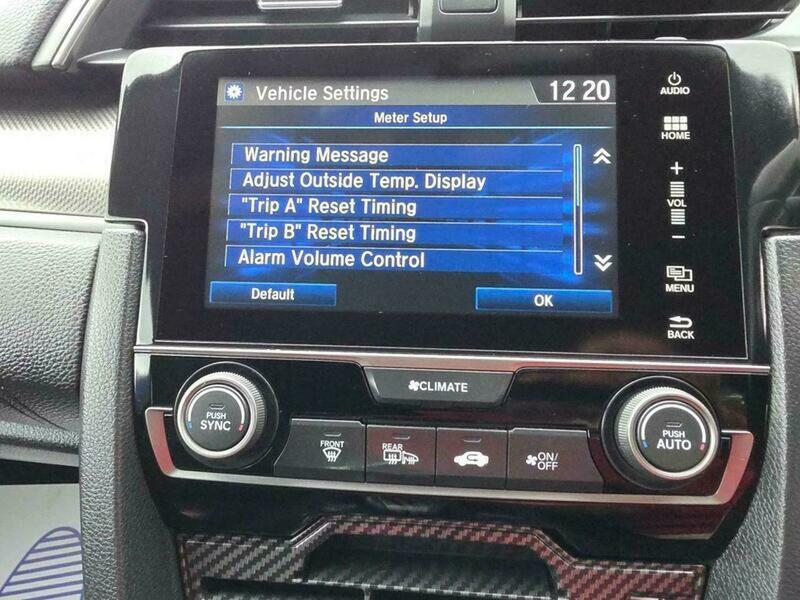 Vehicle Settings 12 20
Meter Setup
Warning Message
Adjust Outside Temp. Display
"Trip A" Reset Timing
"Trip B" Reset Timing
Alarm Volume Control
Default OK
AUDIO
HOME
+
VOL
−
MENU
BACK
CLIMATE
PUSH
SYNC
FRONT
REAR
ON/
OFF
PUSH
AUTO